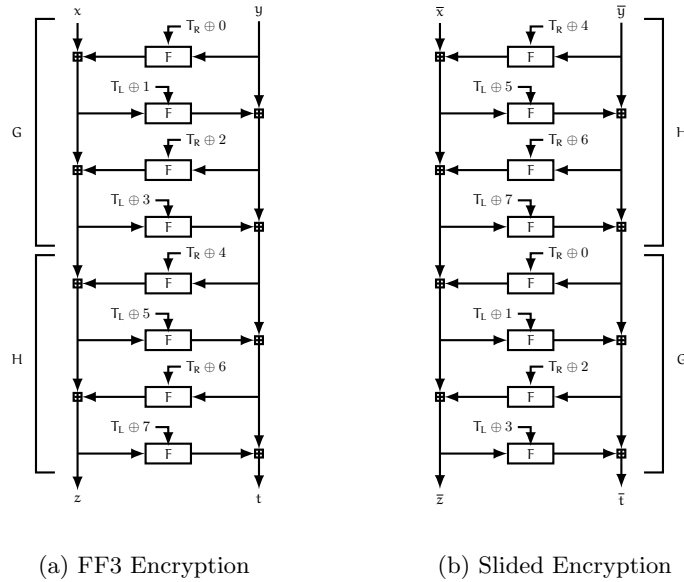 x y
T_R ⊕ 0
F
T_L ⊕ 1
F
G
T_R ⊕ 2
F
T_L ⊕ 3
F
T_R ⊕ 4
F
T_L ⊕ 5
F
H
T_R ⊕ 6
F
T_L ⊕ 7
F
z t
(a) FF3 Encryption
x̅ y̅
T_R ⊕ 4
F
T_L ⊕ 5
F
H
T_R ⊕ 6
F
T_L ⊕ 7
F
T_R ⊕ 0
F
T_L ⊕ 1
F
G
T_R ⊕ 2
F
T_L ⊕ 3
F
z̅ t̅
(b) Slided Encryption